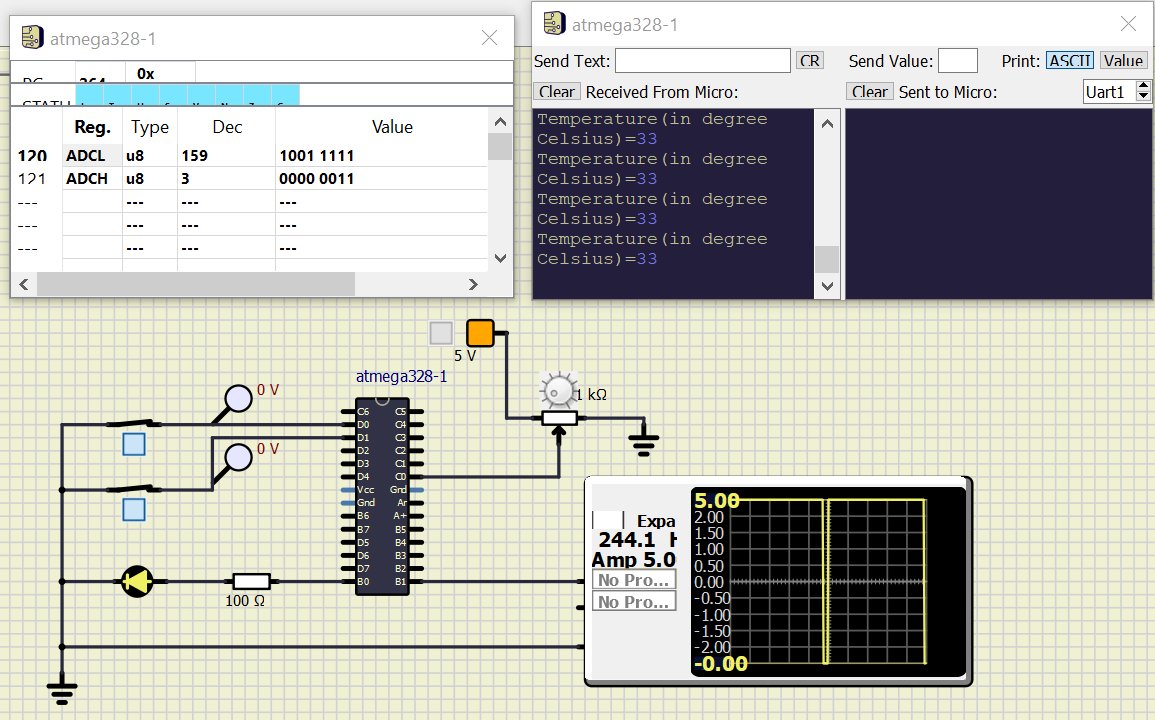 atmega328-1
0x
Reg. Type Dec Value
120 ADCL u8 159 1001 1111
121 ADCH u8 3 0000 0011
--- --- --- ---
--- --- --- ---
--- --- --- ---
atmega328-1
Send Text: CR Send Value: Print: ASCII Value
Clear Received From Micro: Clear Sent to Micro: Uart1
Temperature(in degree
Celsius)=33
Temperature(in degree
Celsius)=33
Temperature(in degree
Celsius)=33
Temperature(in degree
Celsius)=33
5 V
atmega328-1
1 kΩ
0 V
0 V
C6 C5
D0 C4
D1 C3
D2 C2
D3 C1
D4 C0
Vcc Gnd
Gnd Ar
B6 A+
B7 B5
D5 B4
D6 B3
D7 B2
B0 B1
100 Ω
Expa
244.1
Amp 5.0
No Pro...
No Pro...
5.00
2.00
1.50
1.00
0.50
0.00
-0.50
-1.00
-1.50
-2.00
-0.00